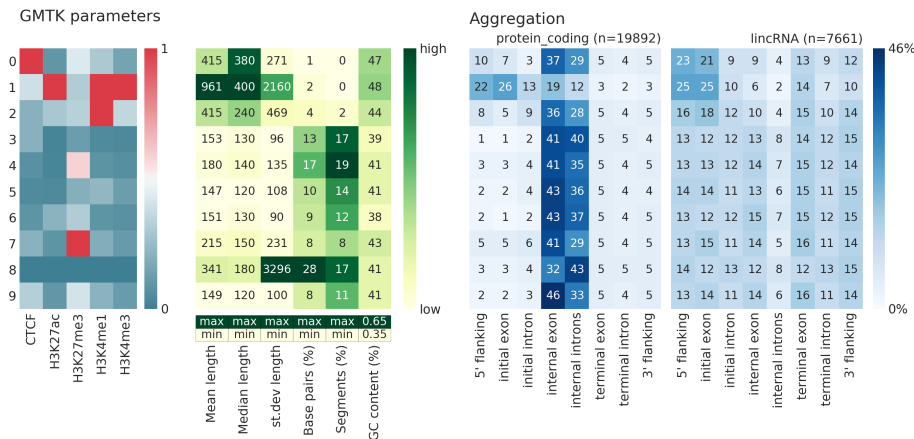 GMTK parameters
Aggregation
protein_coding (n=19892)
lincRNA (n=7661)
1
0
high
low
46%
0%
0 415 380 271 1 0 47 10 7 3 37 29 5 4 5 23 21 9 9 4 13 9 12
1 961 400 2160 2 0 48 22 26 13 19 12 3 2 3 25 25 10 6 2 14 7 10
2 415 240 469 4 2 44 8 5 9 36 28 5 4 5 16 18 12 10 4 15 10 14
3 153 130 96 13 17 39 1 1 2 41 40 5 5 4 13 12 11 13 8 14 12 15
4 180 140 135 17 19 41 3 3 4 41 35 5 4 5 13 13 12 14 7 15 12 14
5 147 120 108 10 14 41 2 2 4 43 36 5 4 5 14 14 11 13 6 15 11 15
6 151 130 90 9 12 38 2 1 2 43 37 5 4 5 13 12 12 15 7 15 12 15
7 215 150 231 8 8 43 5 5 6 41 29 5 4 5 13 15 11 14 5 16 11 14
8 341 180 3296 28 17 41 3 3 4 32 43 5 5 4 14 12 13 12 8 12 13 15
9 149 120 100 8 11 41 2 2 3 46 33 5 4 5 13 14 11 14 6 16 11 14
max max max max max 0.65
min min min min min 0.35
CTCF
H3K27ac
H3K27me3
H3K4me1
H3K4me3
Mean length
Median length
st.dev length
Base pairs (%)
Segments (%)
GC content (%)
5' flanking
initial exon
initial intron
internal exon
internal introns
terminal exon
terminal intron
3' flanking
5' flanking
initial exon
initial intron
internal exon
internal introns
terminal exon
terminal intron
3' flanking